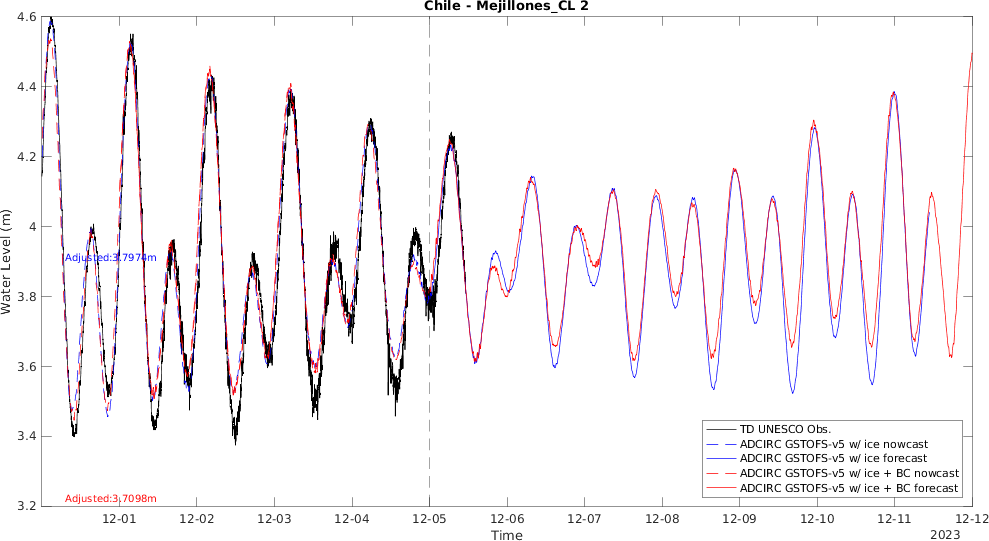 Chile - Mejillones_CL 2
4.6
4.4
4.2
4
3.8
3.6
3.4
3.2
Water Level (m)
Adjusted:3.7974m
Adjusted:3.7098m
TD UNESCO Obs.
ADCIRC GSTOFS-v5 w/ ice nowcast
ADCIRC GSTOFS-v5 w/ ice forecast
ADCIRC GSTOFS-v5 w/ ice + BC nowcast
ADCIRC GSTOFS-v5 w/ ice + BC forecast
12-01 12-02 12-03 12-04 12-05 12-06 12-07 12-08 12-09 12-10 12-11 12-12
Time
2023